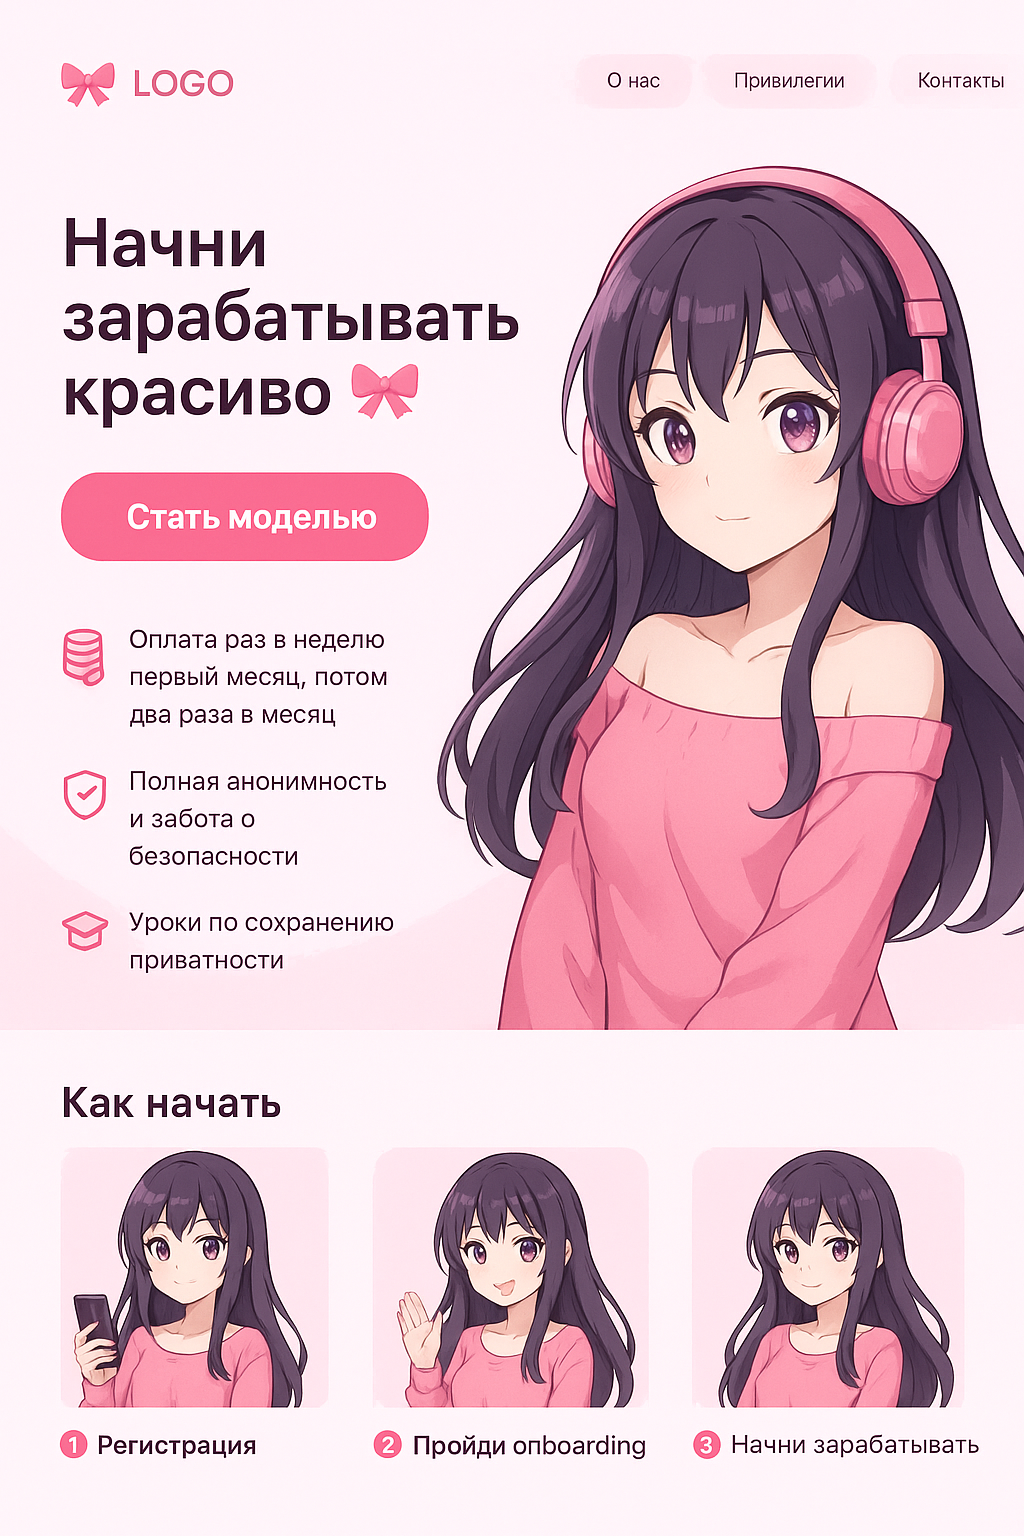 LOGO
О нас
Привилегии
Контакты
Начни
зарабатывать
красиво
Стать моделью
Оплата раз в неделю
первый месяц, потом
два раза в месяц
Полная анонимность
и забота о
безопасности
Уроки по сохранению
приватности
Как начать
1 Регистрация
2 Пройди onboarding
3 Начни зарабатывать